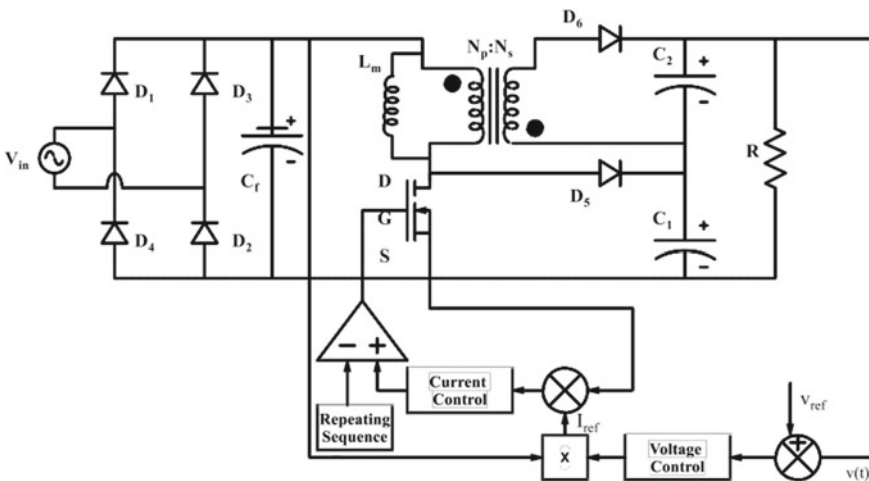 D6
Np:Ns
C2
+
-
Lm
D1
D3
+
-
Vin
Cf
R
D
D5
G
C1
+
-
D4
D2
S
- +
Current
Control
vref
Repeating
Sequence
Iref
+
x
Voltage
Control
v(t)